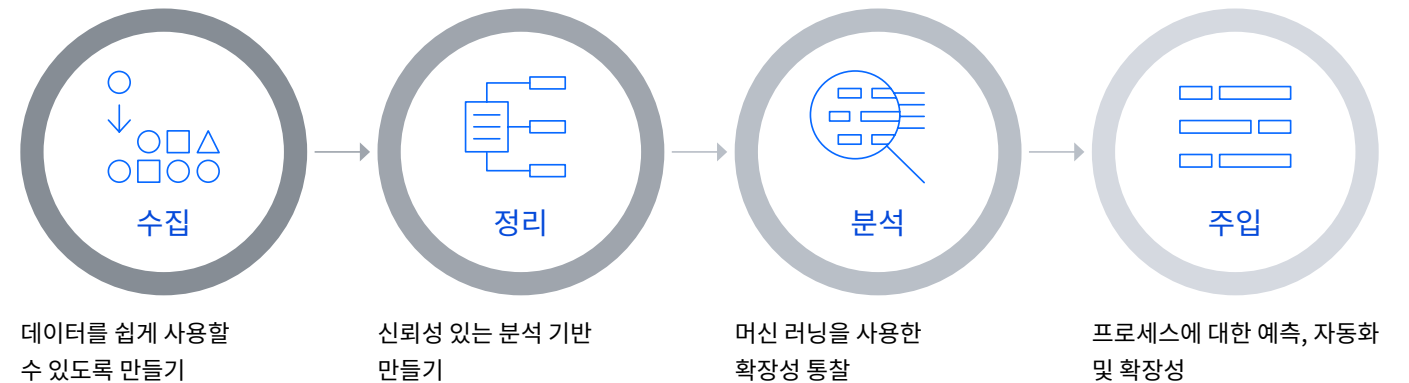 수집
정리
분석
주입
데이터를 쉽게 사용할
수 있도록 만들기
신뢰성 있는 분석 기반
만들기
머신 러닝을 사용한
확장성 통찰
프로세스에 대한 예측, 자동화
및 확장성